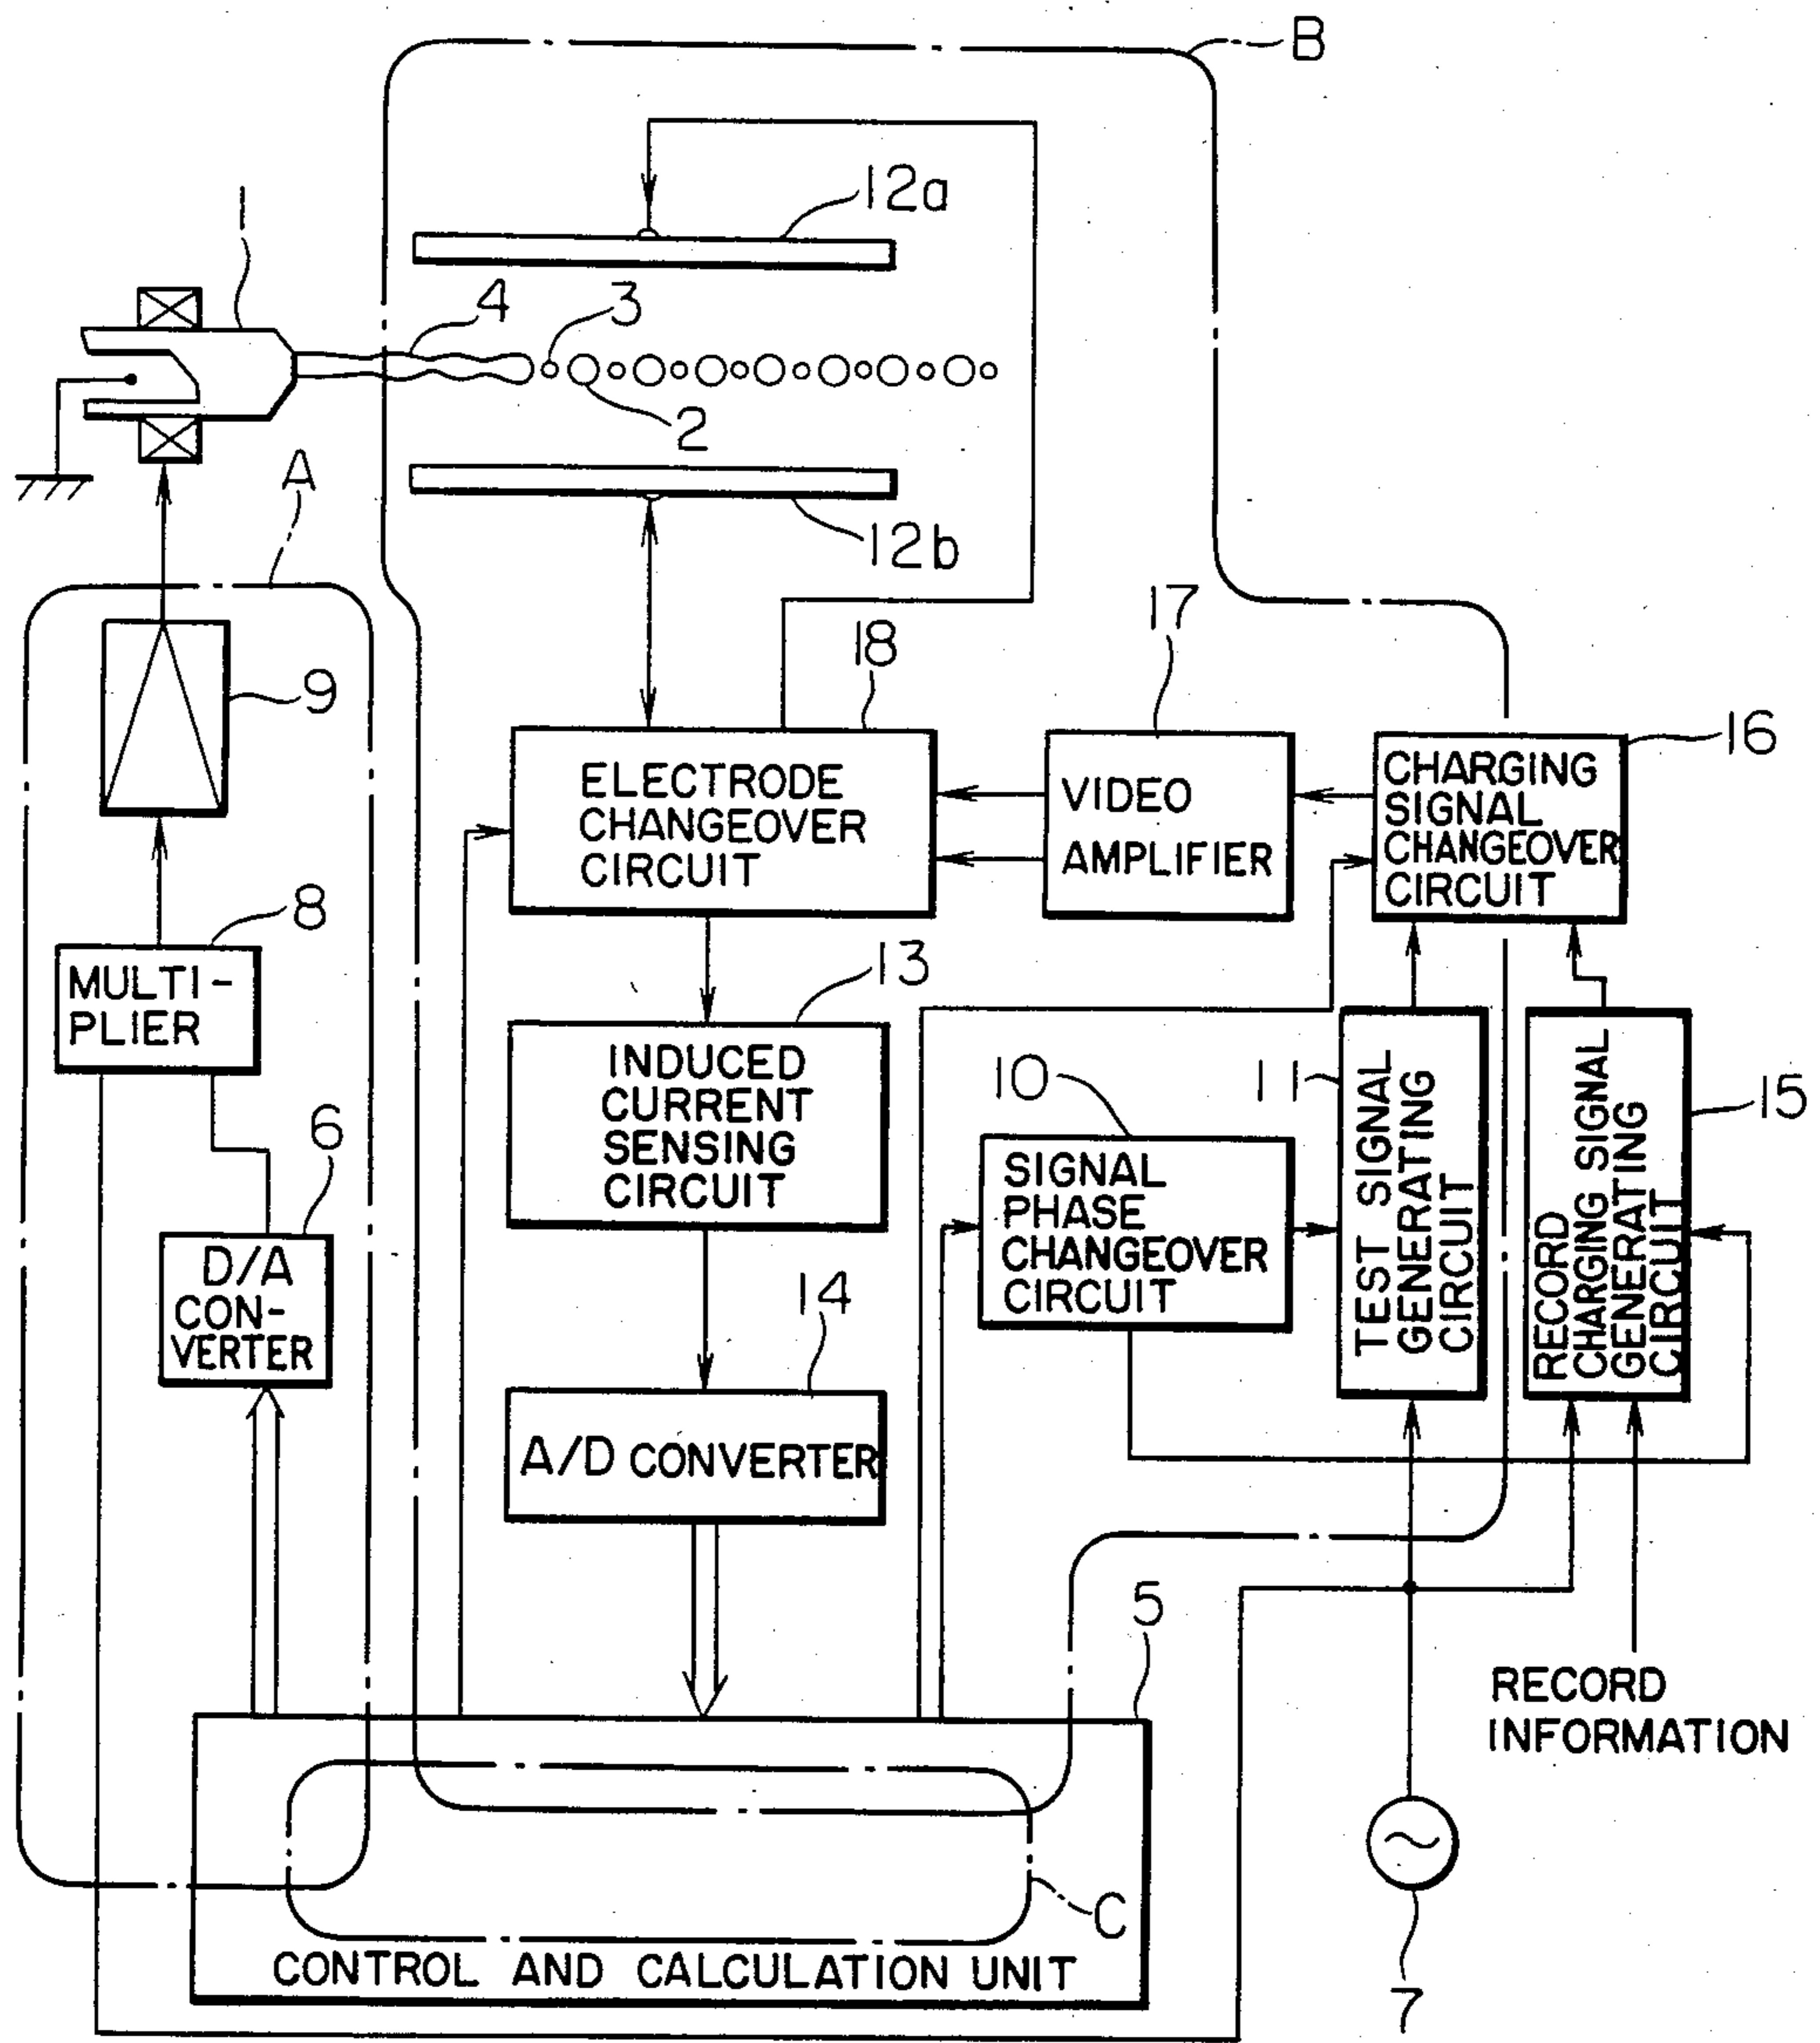 B
12a
1
4
3
2
A
12b
17
18
9
16
ELECTRODE
CHANGEOVER
CIRCUIT
VIDEO
AMPLIFIER
CHARGING
SIGNAL
CHANGEOVER
CIRCUIT
8
MULTI-
PLIER
13
INDUCED
CURRENT
SENSING
CIRCUIT
10
SIGNAL
PHASE
CHANGEOVER
CIRCUIT
11
TEST SIGNAL
GENERATING
CIRCUIT
15
RECORD
CHARGING SIGNAL
GENERATING
CIRCUIT
6
D/A
CON-
VERTER
14
A/D CONVERTER
5
RECORD
INFORMATION
C
CONTROL AND CALCULATION UNIT
7